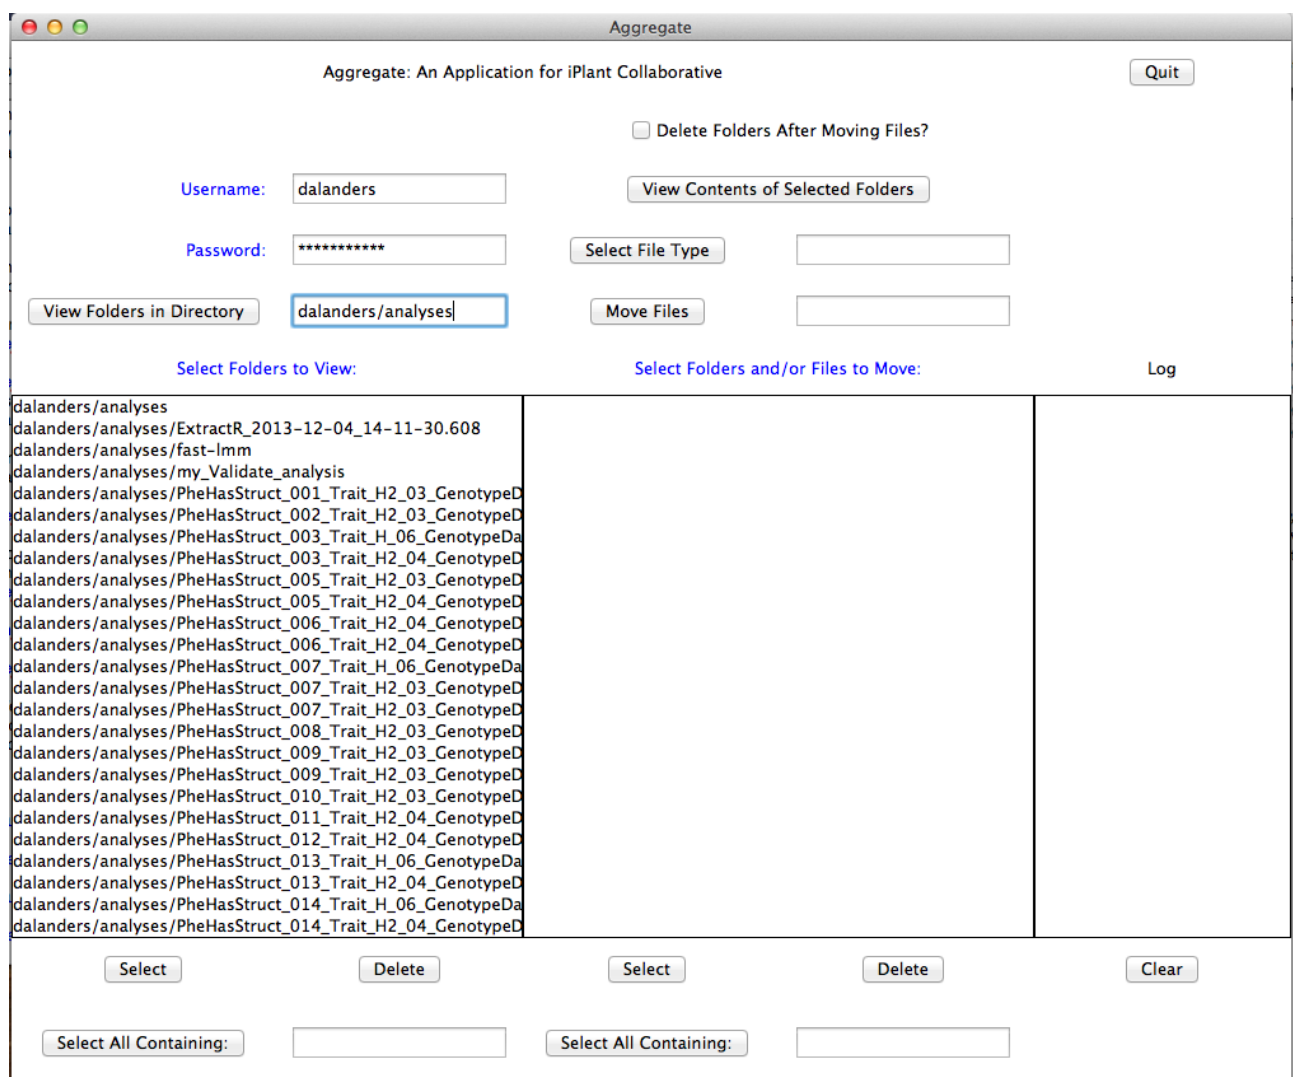 Aggregate
Aggregate: An Application for iPlant Collaborative
Quit
Delete Folders After Moving Files?
Username: dalanders
View Contents of Selected Folders
Password: ***********
Select File Type
View Folders in Directory dalanders/analyses
Move Files
Select Folders to View:
Select Folders and/or Files to Move:
Log
dalanders/analyses
dalanders/analyses/ExtractR_2013-12-04_14-11-30.608
dalanders/analyses/fast-lmm
dalanders/analyses/my_Validate_analysis
dalanders/analyses/PheHasStruct_001_Trait_H2_03_GenotypeD
dalanders/analyses/PheHasStruct_002_Trait_H2_03_GenotypeD
dalanders/analyses/PheHasStruct_003_Trait_H_06_GenotypeDa
dalanders/analyses/PheHasStruct_003_Trait_H2_04_GenotypeD
dalanders/analyses/PheHasStruct_005_Trait_H2_03_GenotypeD
dalanders/analyses/PheHasStruct_005_Trait_H2_04_GenotypeD
dalanders/analyses/PheHasStruct_006_Trait_H2_04_GenotypeD
dalanders/analyses/PheHasStruct_006_Trait_H2_04_GenotypeD
dalanders/analyses/PheHasStruct_007_Trait_H_06_GenotypeDa
dalanders/analyses/PheHasStruct_007_Trait_H2_03_GenotypeD
dalanders/analyses/PheHasStruct_007_Trait_H2_03_GenotypeD
dalanders/analyses/PheHasStruct_008_Trait_H2_03_GenotypeD
dalanders/analyses/PheHasStruct_009_Trait_H2_03_GenotypeD
dalanders/analyses/PheHasStruct_009_Trait_H2_03_GenotypeD
dalanders/analyses/PheHasStruct_010_Trait_H2_03_GenotypeD
dalanders/analyses/PheHasStruct_011_Trait_H2_04_GenotypeD
dalanders/analyses/PheHasStruct_012_Trait_H2_04_GenotypeD
dalanders/analyses/PheHasStruct_013_Trait_H_06_GenotypeDa
dalanders/analyses/PheHasStruct_013_Trait_H2_04_GenotypeD
dalanders/analyses/PheHasStruct_014_Trait_H_06_GenotypeDa
dalanders/analyses/PheHasStruct_014_Trait_H2_04_GenotypeD
Select Delete Select Delete Clear
Select All Containing: Select All Containing: